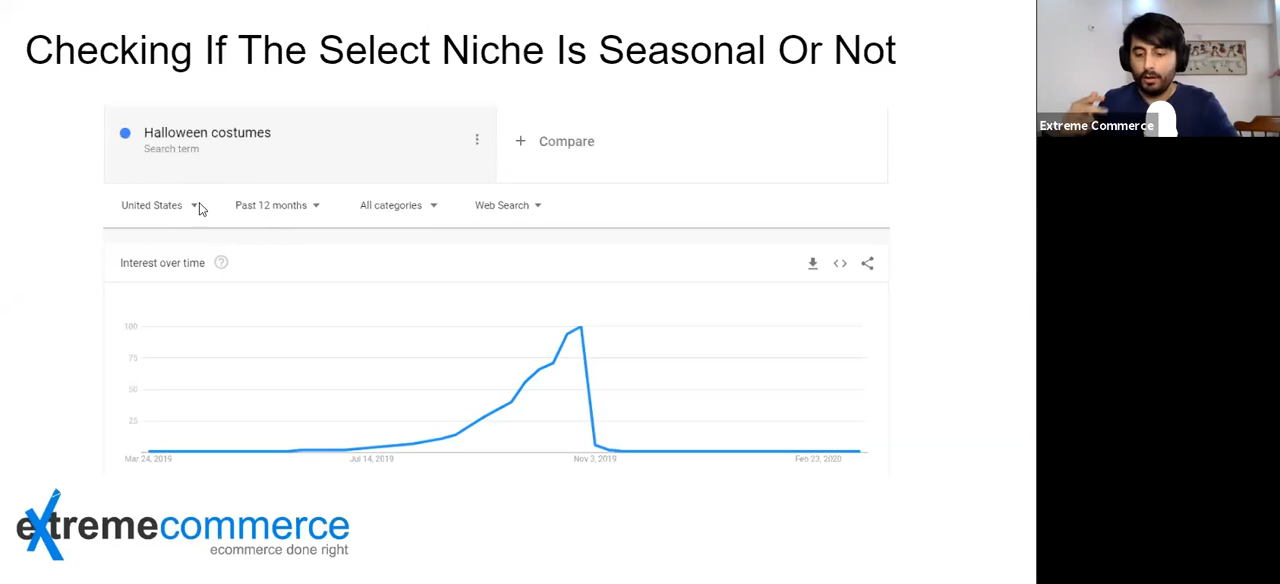 Checking If The Select Niche Is Seasonal Or Not
Halloween costumes
Search term
+ Compare
United States
Past 12 months
All categories
Web Search
Interest over time
100
75
50
25
Mar 24, 2019
Jul 14, 2019
Nov 3, 2019
Feb 23, 2020
extremecommerce
ecommerce done right
Extreme Commerce